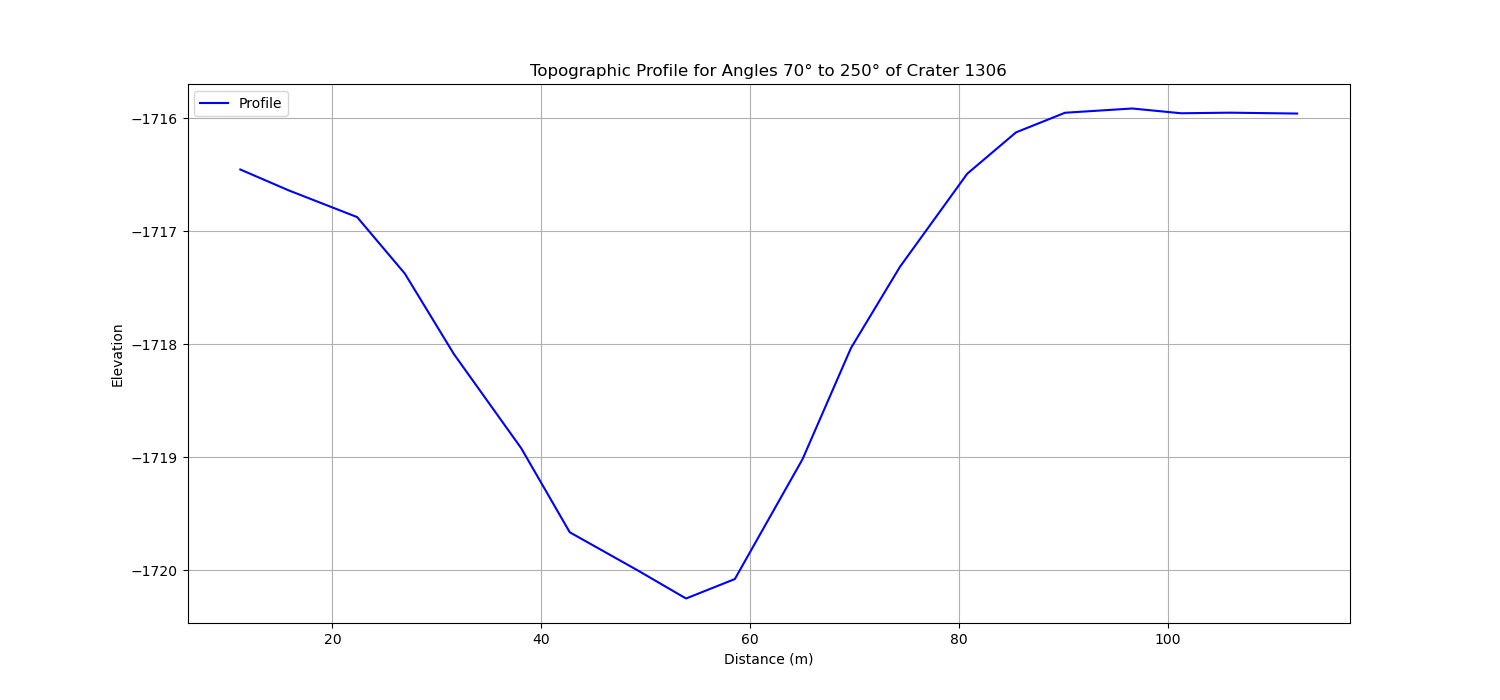 Topographic Profile for Angles 70° to 250° of Crater 1306
Profile
−1716
−1717
−1718
−1719
−1720
Elevation
20 40 60 80 100
Distance (m)